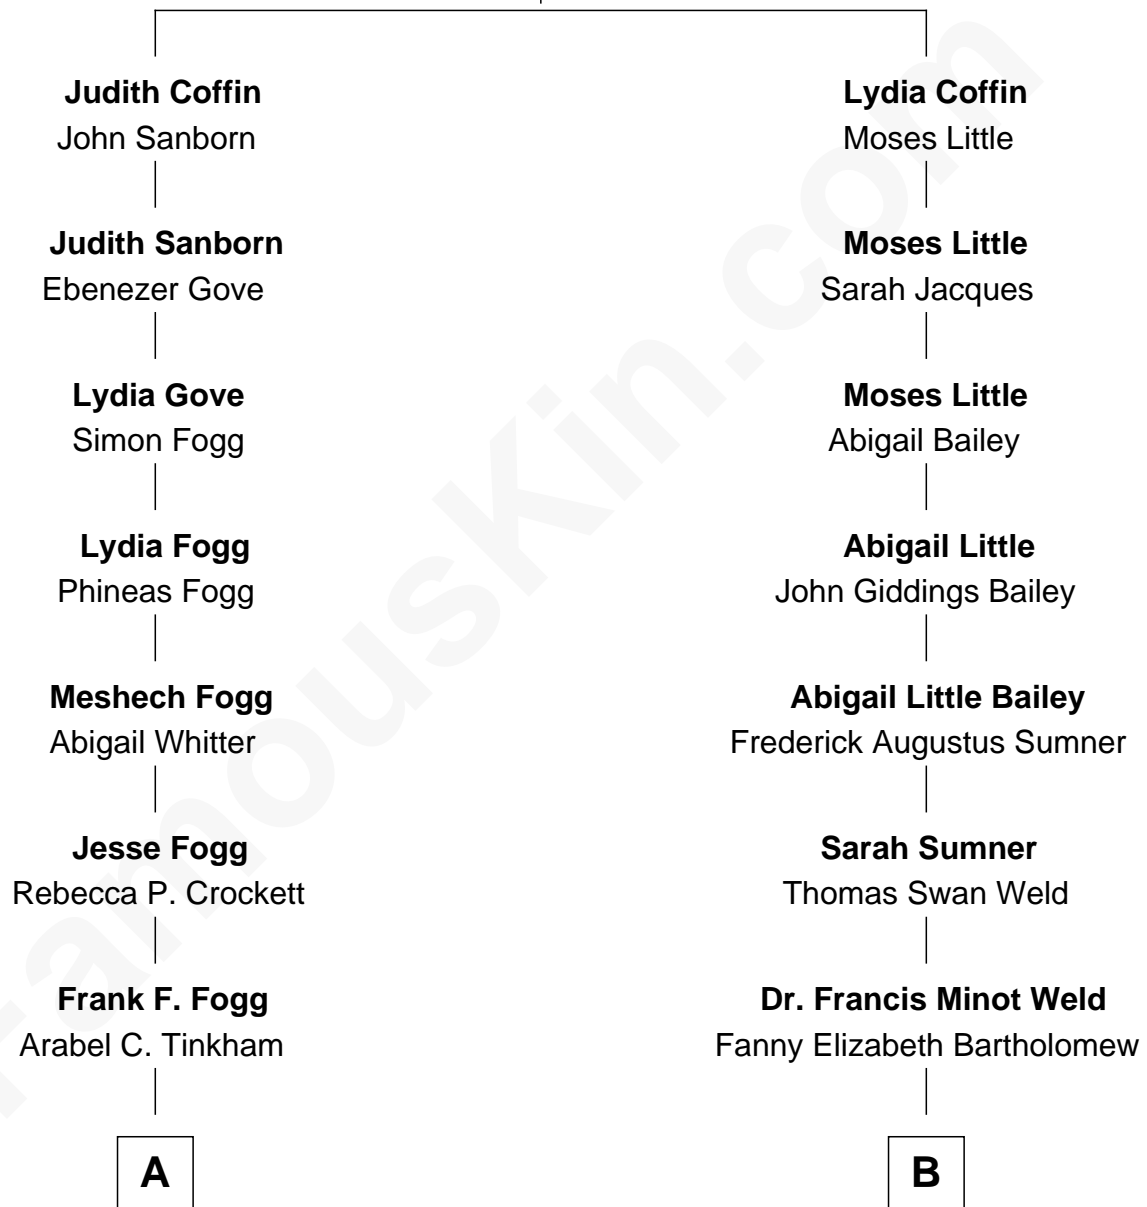 Judith Coffin
John Sanborn
Lydia Coffin
Moses Little
Judith Sanborn
Ebenezer Gove
Moses Little
Sarah Jacques
Lydia Gove
Simon Fogg
Moses Little
Abigail Bailey
Lydia Fogg
Phineas Fogg
Abigail Little
John Giddings Bailey
Meshech Fogg
Abigail Whitter
Abigail Little Bailey
Frederick Augustus Sumner
Jesse Fogg
Rebecca P. Crockett
Sarah Sumner
Thomas Swan Weld
Frank F. Fogg
Arabel C. Tinkham
Dr. Francis Minot Weld
Fanny Elizabeth Bartholomew
A
B
FamousKin.com